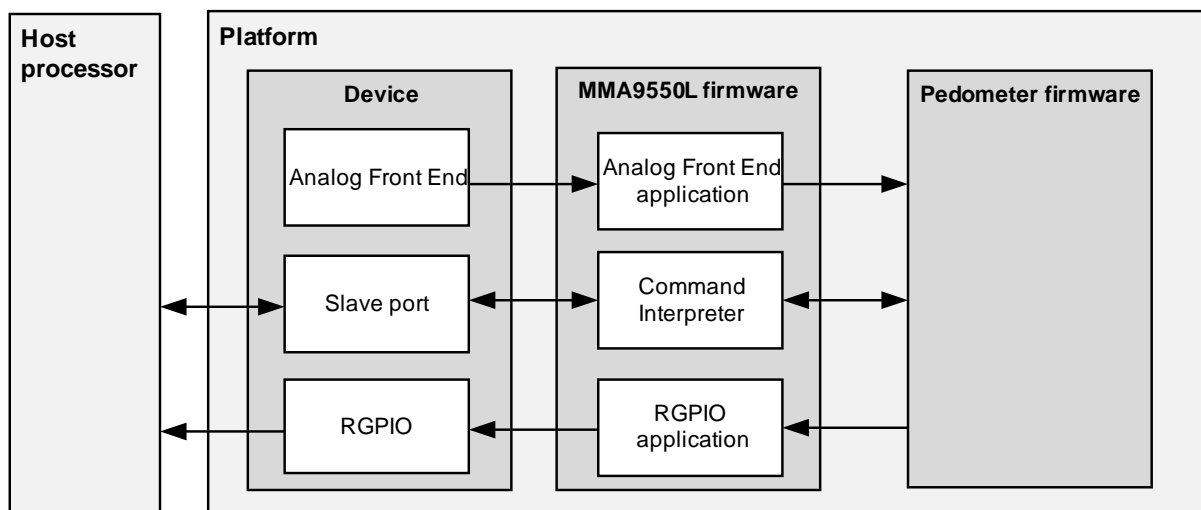 Host
processor
Platform
Device
MMA9550L firmware
Pedometer firmware
Analog Front End
Analog Front End
application
Slave port
Command
Interpreter
RGPIO
RGPIO
application